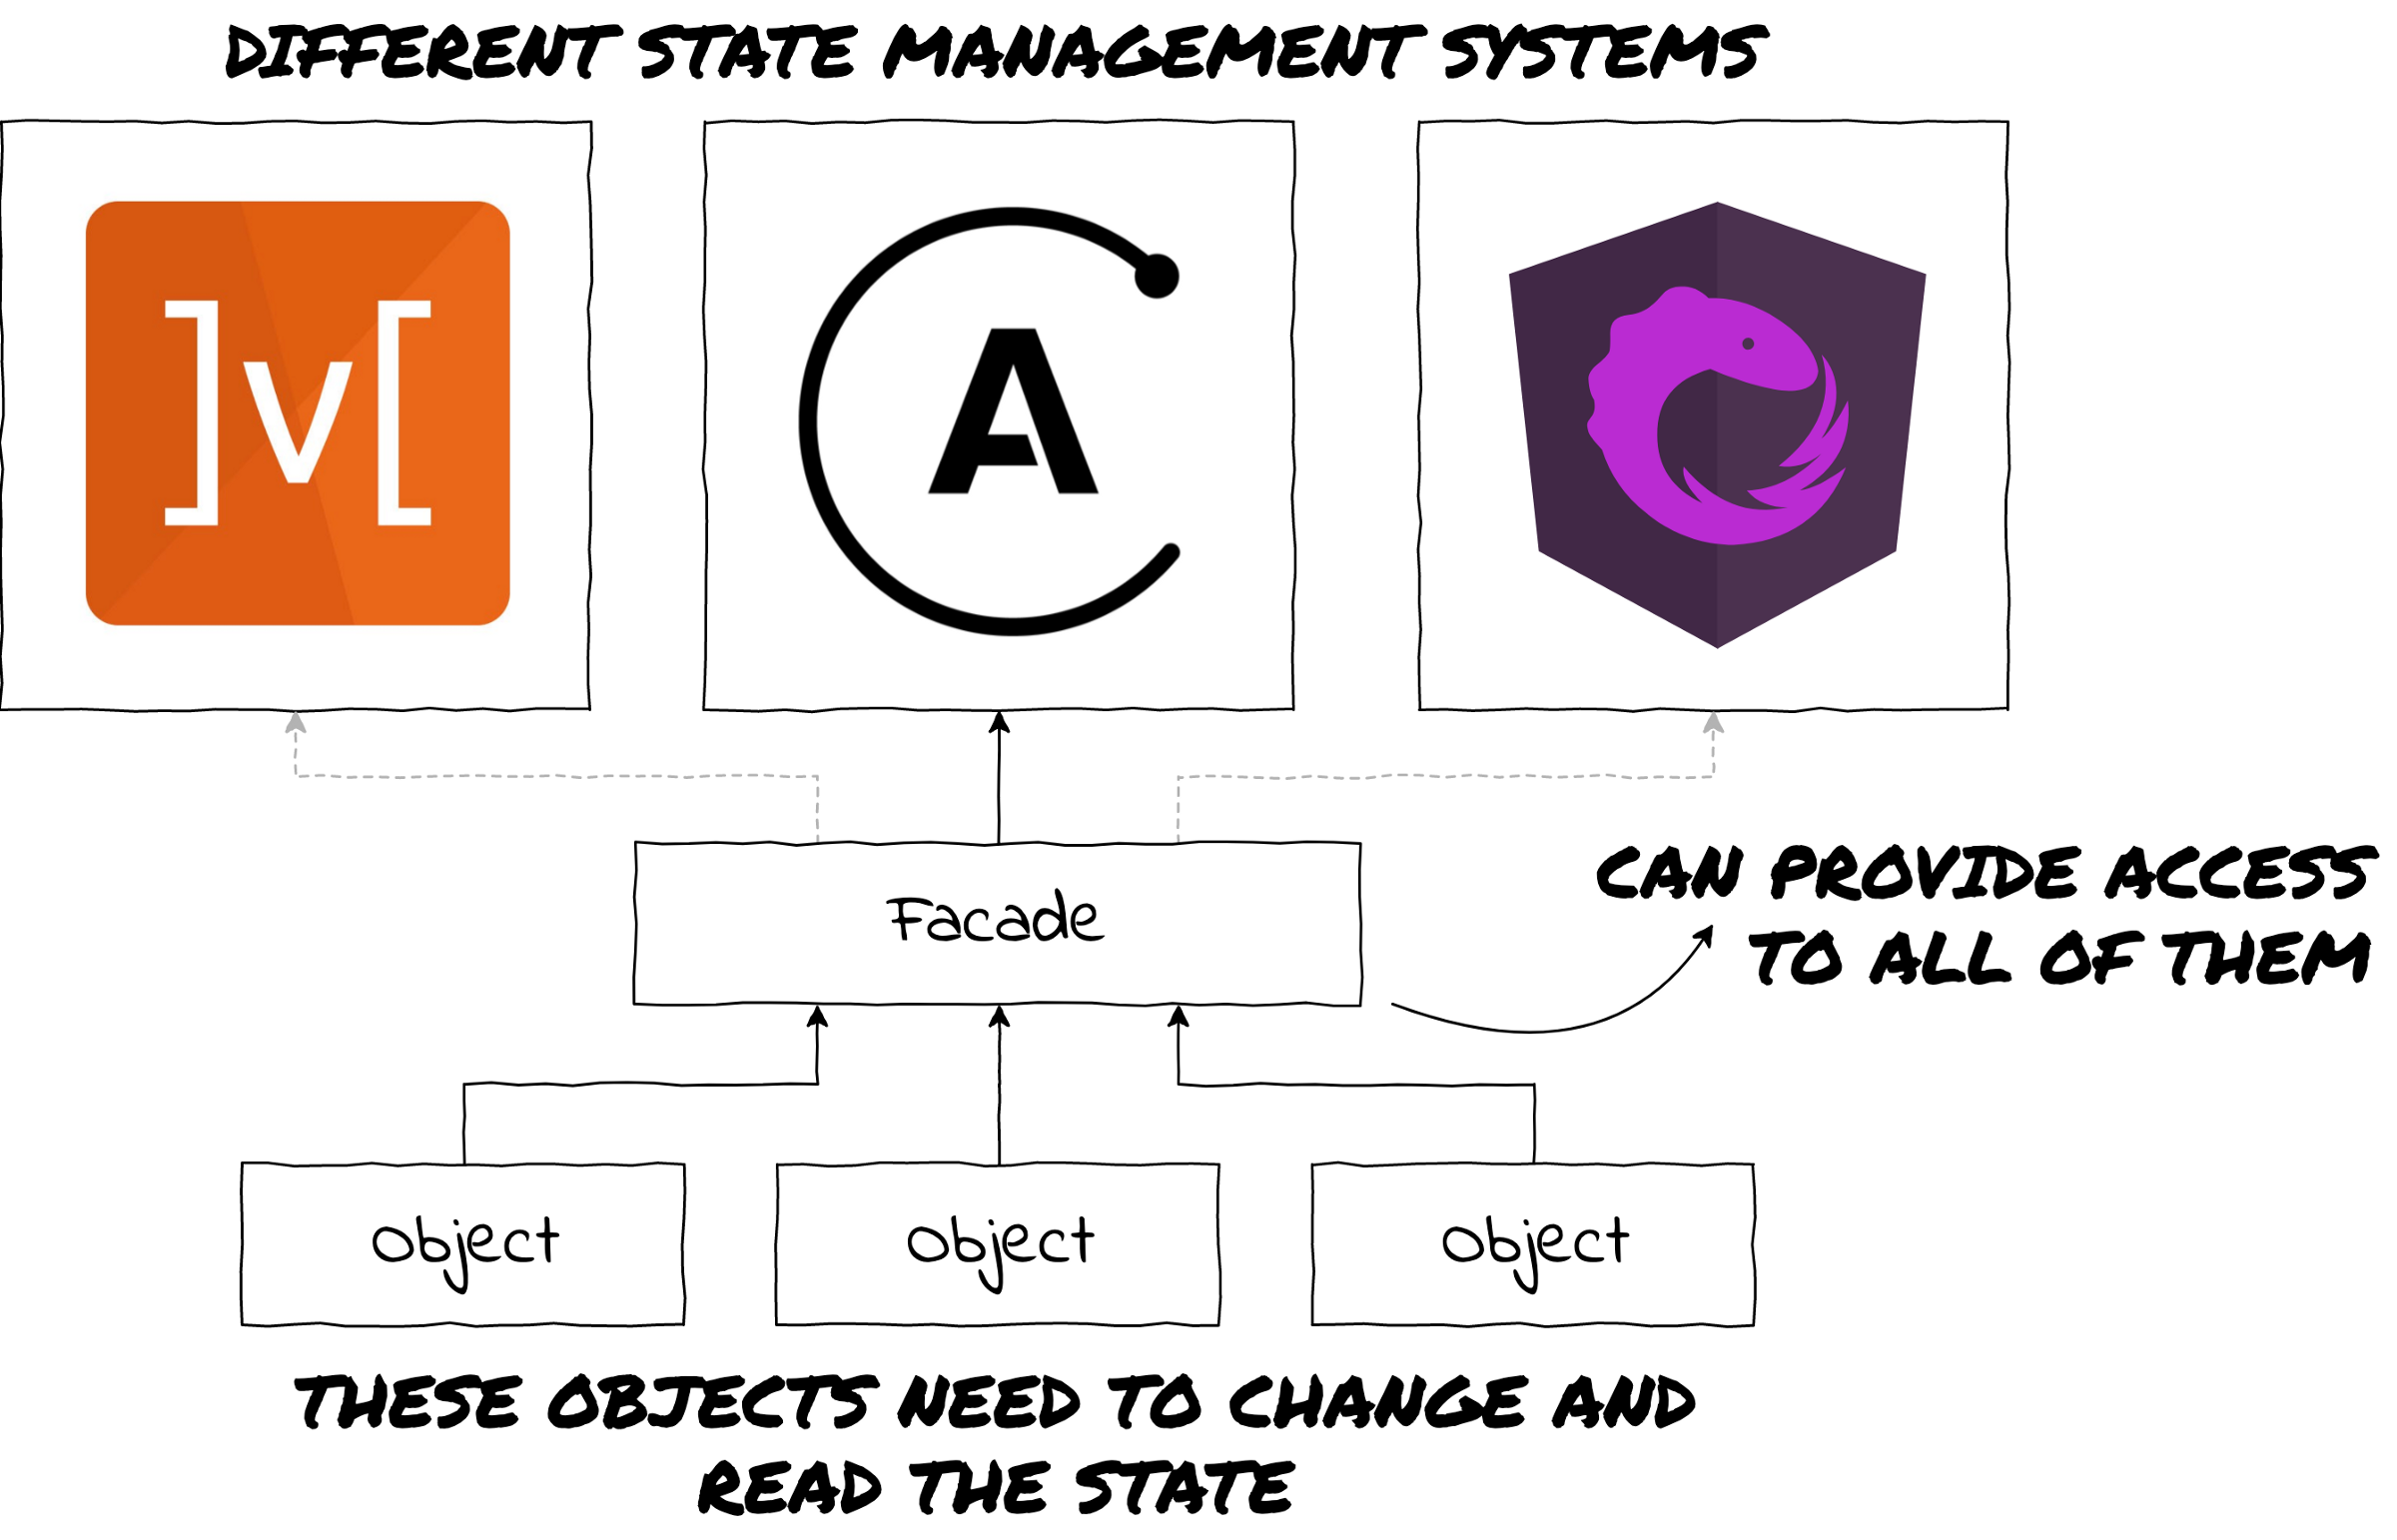 DIFFERENT STATE MANAGEMENT SYSTEMS
]v[
A
Facade
CAN PROVIDE ACCESS
TO ALL OF THEM
Object
Object
Object
THESE OBJECTS NEED TO CHANGE AND
READ THE STATE